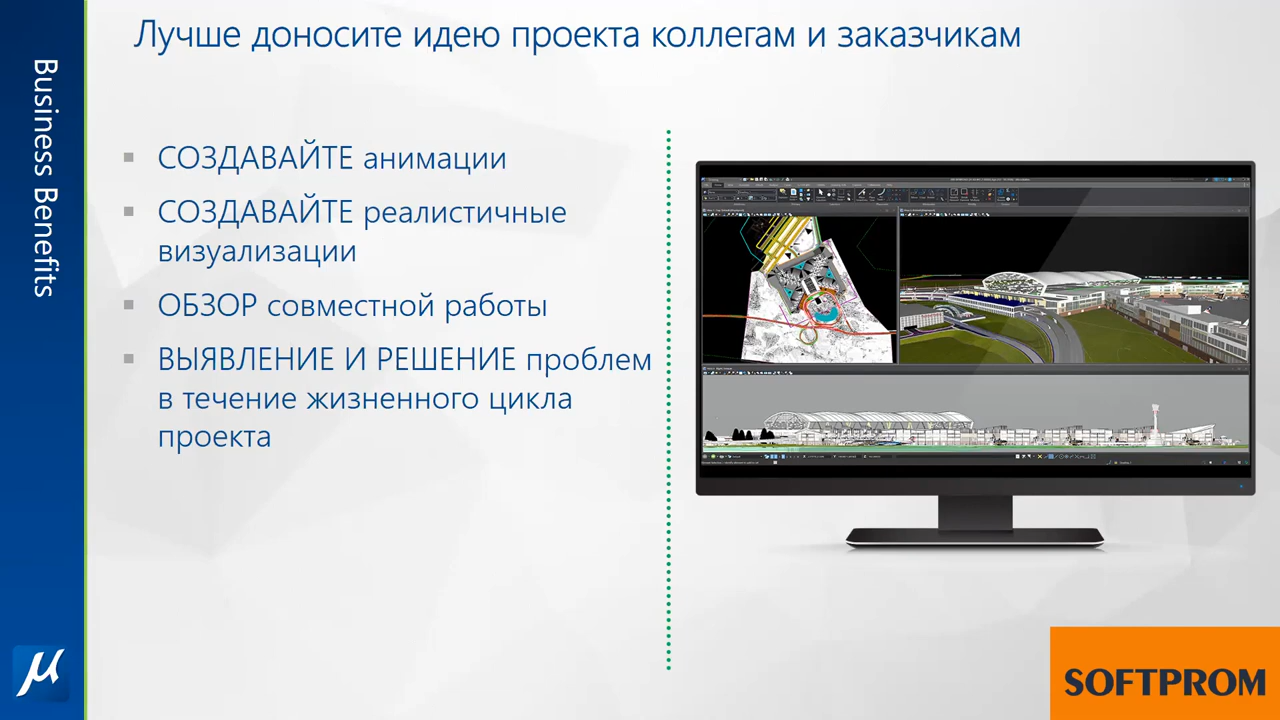 Лучше доносите идею проекта коллегам и заказчикам
Business Benefits
СОЗДАВАЙТЕ анимации
СОЗДАВАЙТЕ реалистичные
визуализации
ОБЗОР совместной работы
ВЫЯВЛЕНИЕ И РЕШЕНИЕ проблем
в течение жизненного цикла
проекта
μ
SOFTPROM